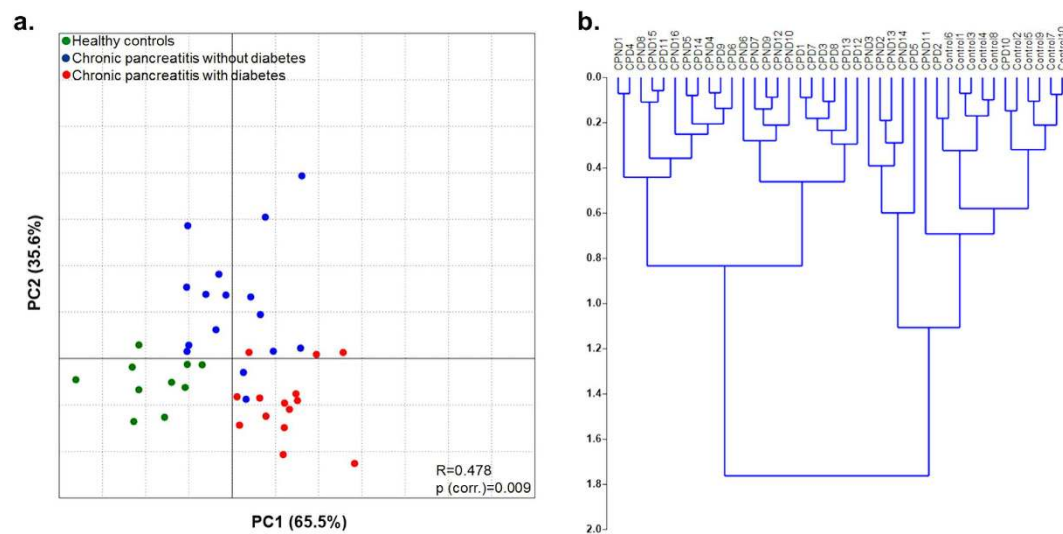 a.
Healthy controls
Chronic pancreatitis without diabetes
Chronic pancreatitis with diabetes
PC2 (35.6%)
R=0.478
p (corr.)=0.009
PC1 (65.5%)
b.
CPND1
CPD4
CPND8
CPND15
CPD11
CPND16
CPND5
CPD14
CPND4
CPD9
CPD6
CPND6
CPND7
CPND9
CPND12
CPND10
CPD1
CPD7
CPD3
CPD8
CPD13
CPD12
CPND3
CPND2
CPND13
CPND14
CPD5
CPND11
CPD2
Control6
Control1
Control3
Control4
Control8
CPD10
Control2
Control5
Control9
Control7
Control10
0.0
0.2
0.4
0.6
0.8
1.0
1.2
1.4
1.6
1.8
2.0